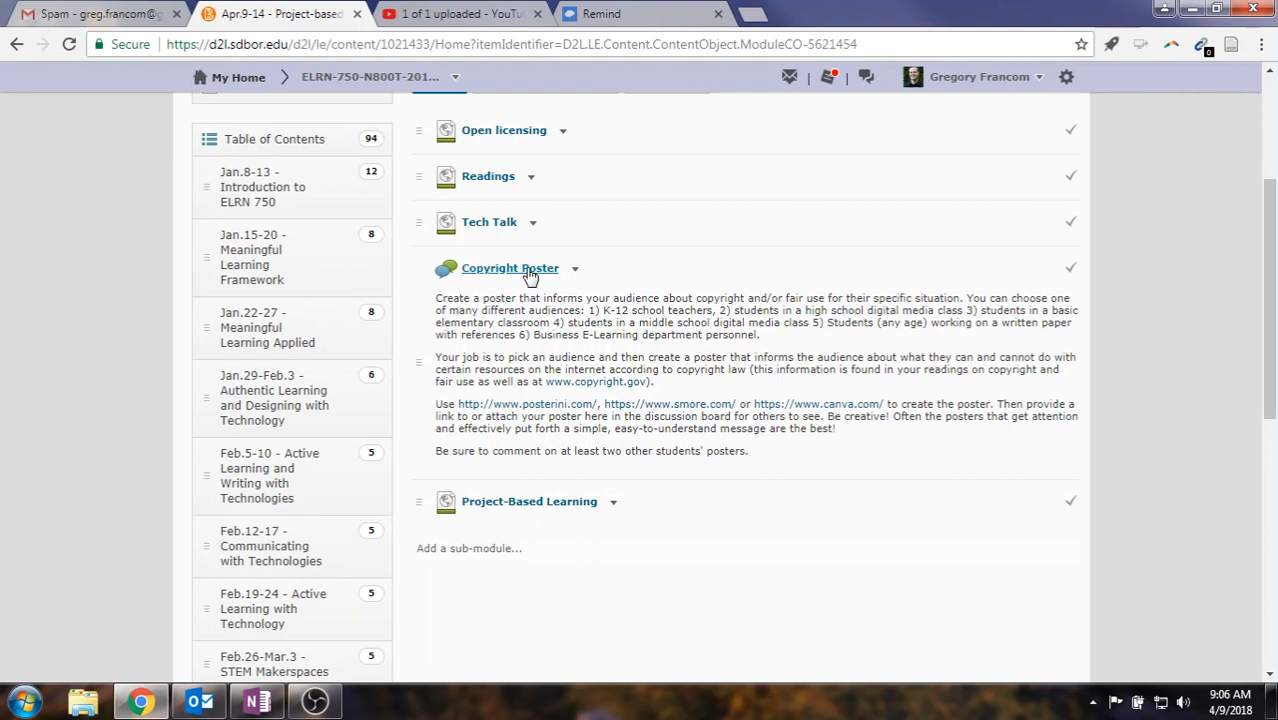 Spam - greg.francom@g
Apr.9-14 - Project-based
1 of 1 uploaded - YouTu
Remind
Secure
https://d2l.sdbor.edu/d2l/le/content/1021433/Home?itemIdentifier=D2L.LE.Content.ContentObject.ModuleCO-5621454
0
My Home
ELRN-750-N800T-201...
Gregory Francom
Table of Contents
94
Jan.8-13 -
Introduction to
ELRN 750
12
Jan.15-20 -
Meaningful
Learning
Framework
8
Jan.22-27 -
Meaningful
Learning Applied
8
Jan.29-Feb.3 -
Authentic Learning
and Designing with
Technology
6
Feb.5-10 - Active
Learning and
Writing with
Technologies
5
Feb.12-17 -
Communicating
with Technologies
5
Feb.19-24 - Active
Learning with
Technology
5
Feb.26-Mar.3 -
STEM Makerspaces
5
Open licensing
Readings
Tech Talk
Copyright Poster
Create a poster that informs your audience about copyright and/or fair use for their specific situation. You can choose one
of many different audiences: 1) K-12 school teachers, 2) students in a high school digital media class 3) students in a basic
elementary classroom 4) students in a middle school digital media class 5) Students (any age) working on a written paper
with references 6) Business E-Learning department personnel.
Your job is to pick an audience and then create a poster that informs the audience about what they can and cannot do with
certain resources on the internet according to copyright law (this information is found in your readings on copyright and
fair use as well as at www.copyright.gov).
Use http://www.posterini.com/, https://www.smore.com/ or https://www.canva.com/ to create the poster. Then provide a
link to or attach your poster here in the discussion board for others to see. Be creative! Often the posters that get attention
and effectively put forth a simple, easy-to-understand message are the best!
Be sure to comment on at least two other students' posters.
Project-Based Learning
Add a sub-module...
9:06 AM
4/9/2018